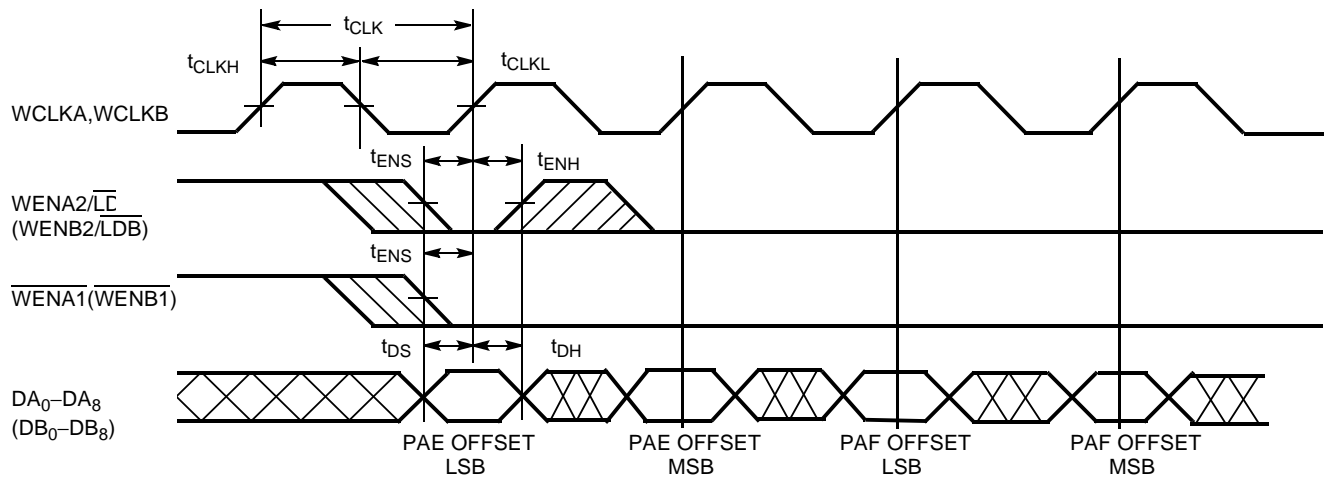 tCLK
tCLKH
tCLKL
WCLKA,WCLKB
tENS
tENH
WENA2/LD
(WENB2/LDB)
tENS
WENA1(WENB1)
tDS
tDH
DA0–DA8
(DB0–DB8)
PAE OFFSET
LSB
PAE OFFSET
MSB
PAF OFFSET
LSB
PAF OFFSET
MSB